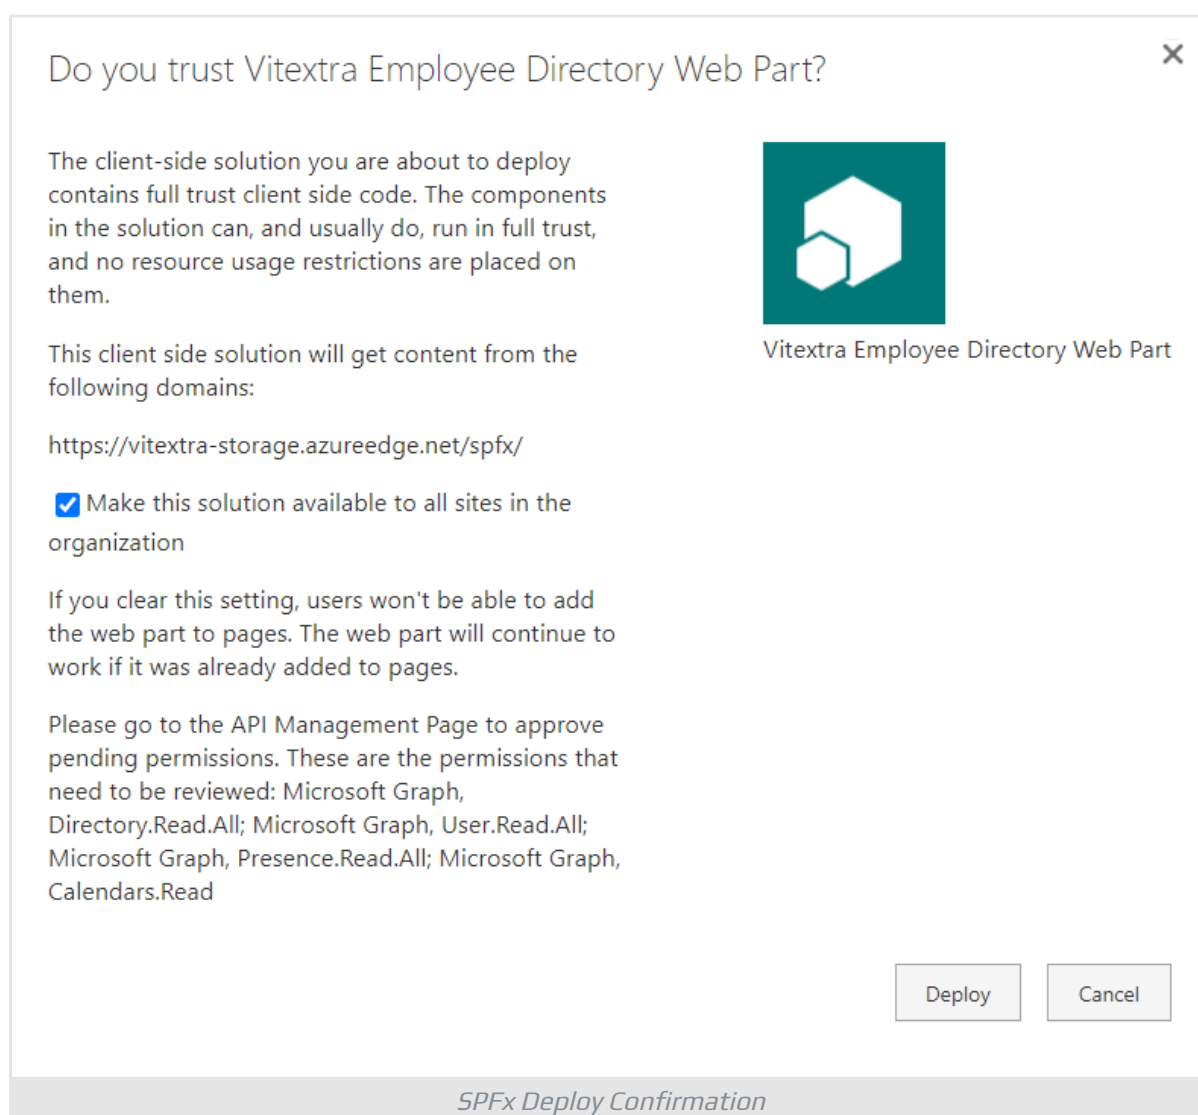 Do you trust Vitextra Employee Directory Web Part?
The client-side solution you are about to deploy
contains full trust client side code. The components
in the solution can, and usually do, run in full trust,
and no resource usage restrictions are placed on
them.
This client side solution will get content from the
following domains:
https://vitextra-storage.azureedge.net/spfx/
Make this solution available to all sites in the
organization
If you clear this setting, users won't be able to add
the web part to pages. The web part will continue to
work if it was already added to pages.
Please go to the API Management Page to approve
pending permissions. These are the permissions that
need to be reviewed: Microsoft Graph,
Directory.Read.All; Microsoft Graph, User.Read.All;
Microsoft Graph, Presence.Read.All; Microsoft Graph,
Calendars.Read
Vitextra Employee Directory Web Part
Deploy
Cancel
SPFx Deploy Confirmation